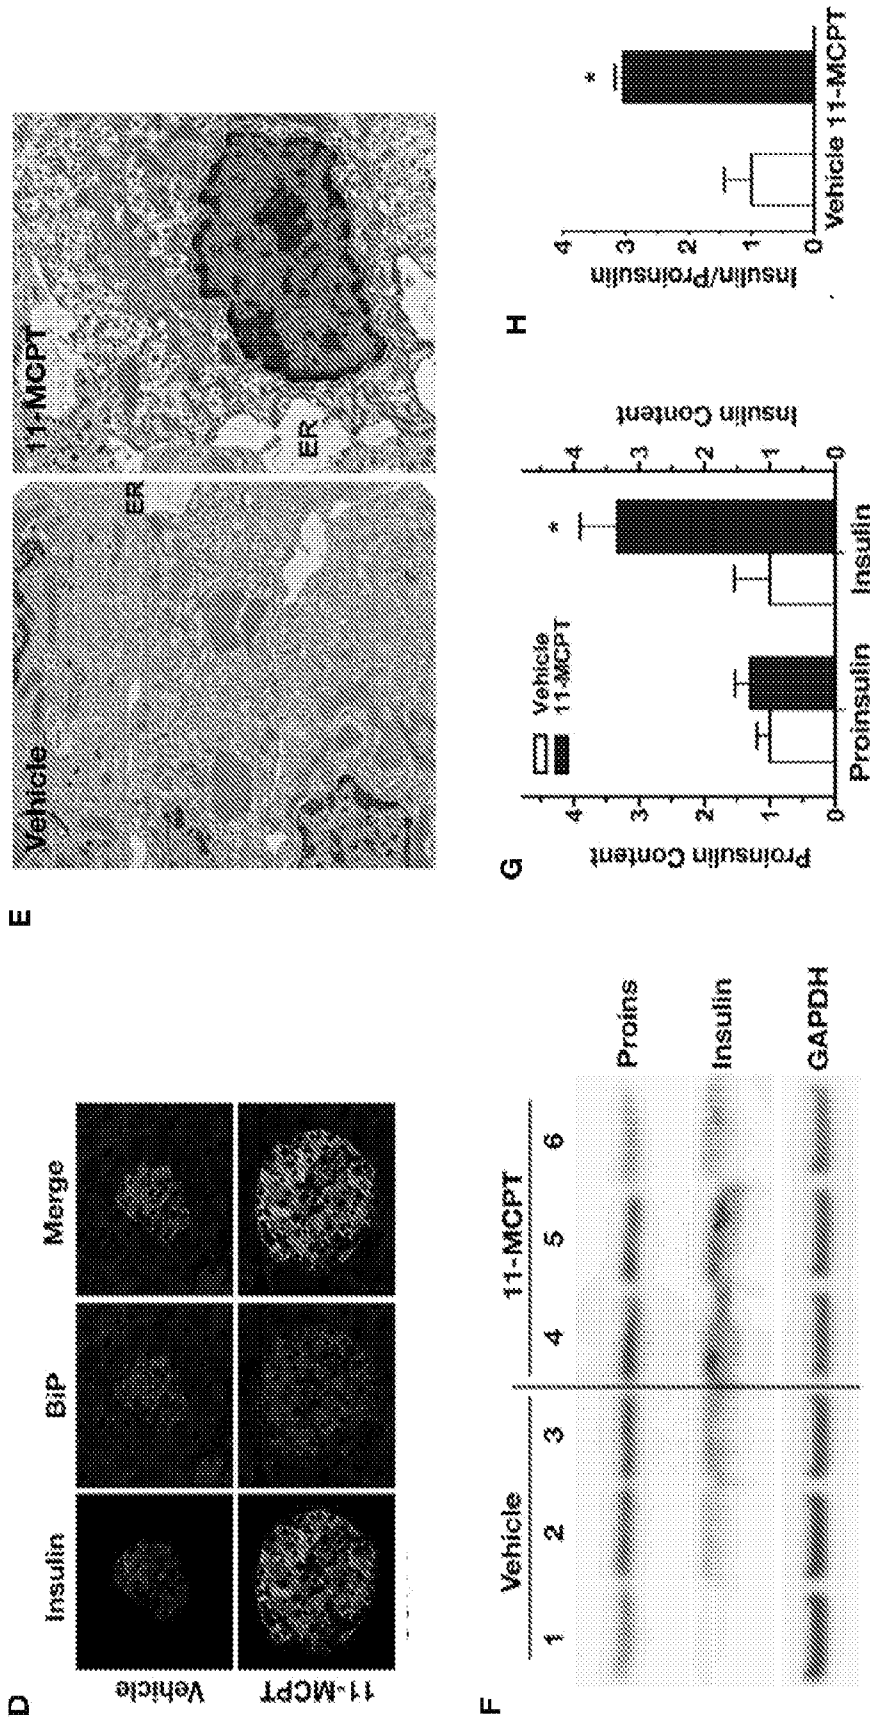 D
Insulin BiP Merge
Vehicle
11-MCPT
E
Vehicle
ER
11-MCPT
ER
F
Vehicle 11-MCPT
1 2 3 4 5 6
Proins
Insulin
GAPDH
G
Proinsulin Content
4
3
2
1
0
Vehicle
11-MCPT
*
Proinsulin Insulin
4
3
2
1
0
Insulin Content
H
Insulin/Proinsulin
4
3
2
1
0
*
Vehicle 11-MCPT